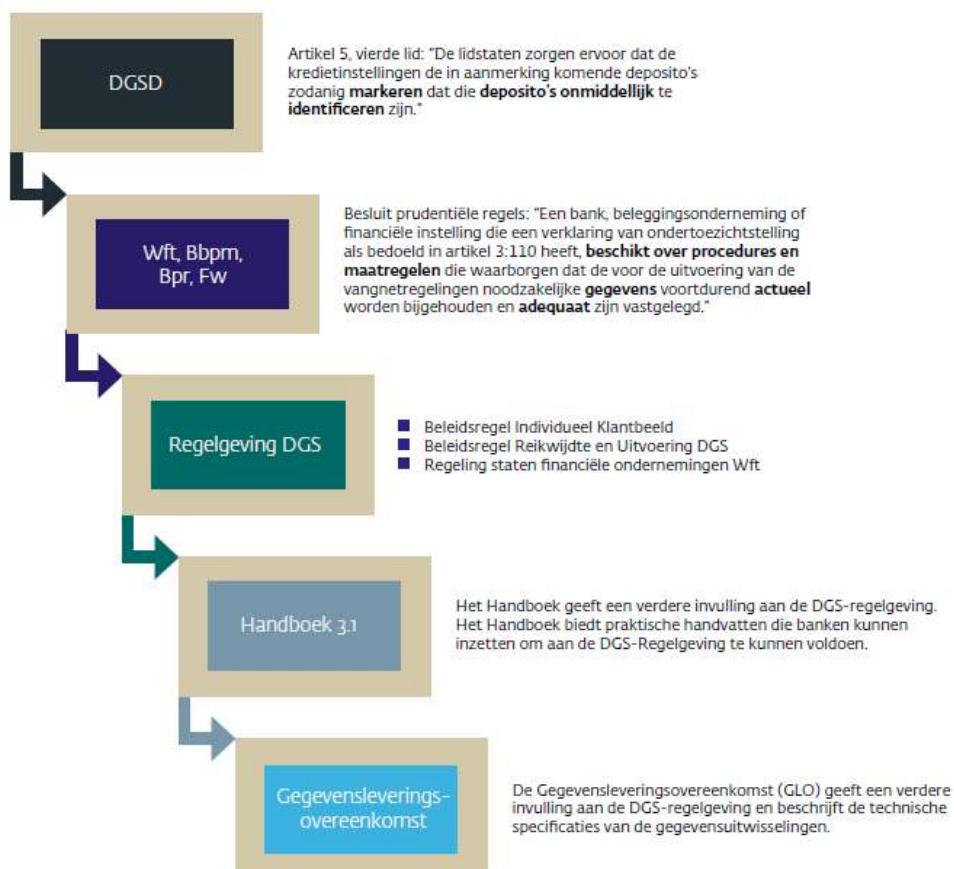 DGSD
Artikel 5, vierde lid: "De lidstaten zorgen ervoor dat de
kredietinstellingen de in aanmerking komende deposito's
zodanig markeren dat die deposito's onmiddellijk te
identificeren zijn."
Wft, Bbpm,
Bpr, Fw
Besluit prudentiële regels: "Een bank, beleggingsonderneming of
financiële instelling die een verklaring van ondertoezichtstelling
als bedoeld in artikel 3:110 heeft, beschikt over procedures en
maatregelen die waarborgen dat de voor de uitvoering van de
vangnetregelingen noodzakelijke gegevens voortdurend actueel
worden bijgehouden en adequaat zijn vastgelegd."
Regelgeving DGS
Beleidsregel Individueel Klantbeeld
Beleidsregel Reikwijdte en Uitvoering DGS
Regeling staten financiële ondernemingen Wft
Handboek 3.1
Het Handboek geeft een verdere invulling aan de DGS-regelgeving.
Het Handboek biedt praktische handvatten die banken kunnen
inzetten om aan de DGS-Regelgeving te kunnen voldoen.
Gegevensleverings-
overeenkomst
De Gegevensleveringsovereenkomst (GLO) geeft een verdere
invulling aan de DGS-regelgeving en beschrijft de technische
specificaties van de gegevensuitwisselingen.